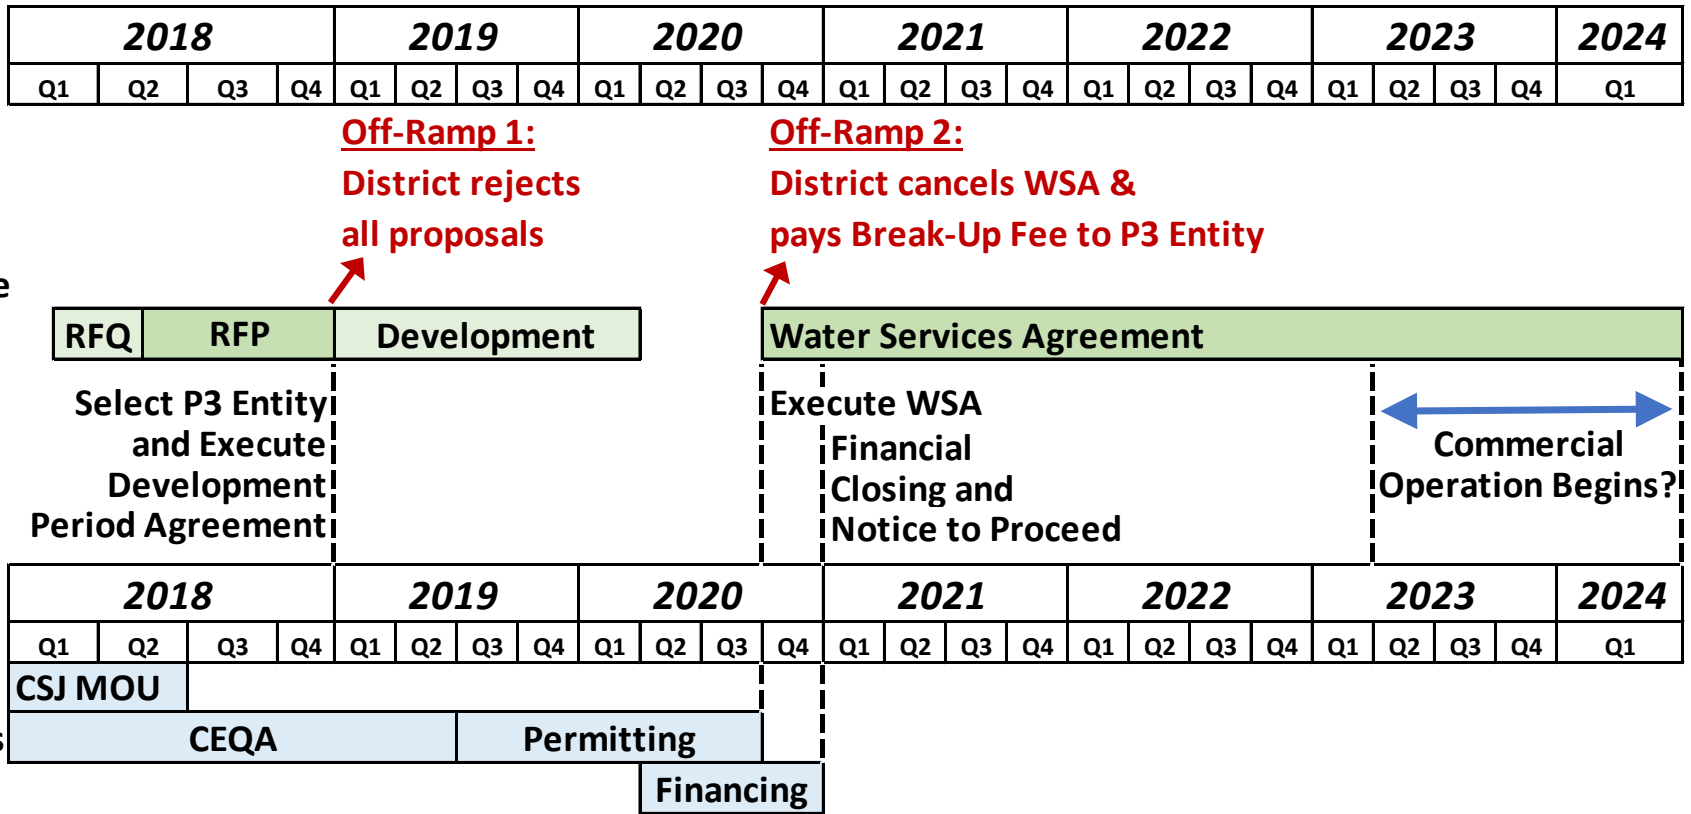 2018 2019 2020 2021 2022 2023 2024
Q1 Q2 Q3 Q4 Q1 Q2 Q3 Q4 Q1 Q2 Q3 Q4 Q1 Q2 Q3 Q4 Q1 Q2 Q3 Q4 Q1 Q2 Q3 Q4 Q1
Off-Ramp 1:
District rejects
all proposals
Off-Ramp 2:
District cancels WSA &
pays Break-Up Fee to P3 Entity
e
RFQ RFP Development Water Services Agreement
Select P3 Entity
and Execute
Development
Period Agreement
Execute WSA
Financial
Closing and
Notice to Proceed
Commercial
Operation Begins?
2018 2019 2020 2021 2022 2023 2024
Q1 Q2 Q3 Q4 Q1 Q2 Q3 Q4 Q1 Q2 Q3 Q4 Q1 Q2 Q3 Q4 Q1 Q2 Q3 Q4 Q1 Q2 Q3 Q4 Q1
CSJ MOU
s CEQA Permitting
Financing